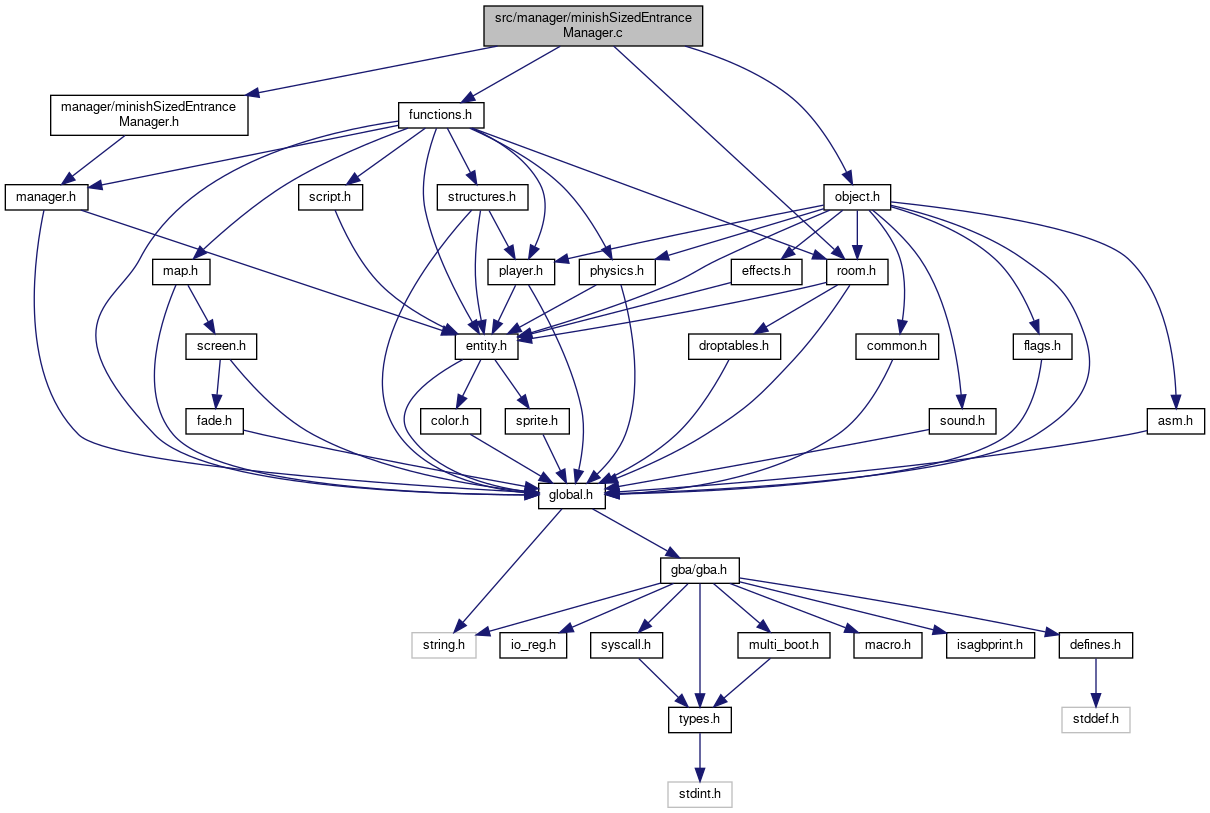 src/manager/minishSizedEntrance
Manager.c
manager/minishSizedEntrance
Manager.h
functions.h
manager.h
script.h
structures.h
object.h
map.h
player.h
physics.h
effects.h
room.h
screen.h
entity.h
droptables.h
common.h
flags.h
fade.h
color.h
sprite.h
sound.h
asm.h
global.h
gba/gba.h
string.h
io_reg.h
syscall.h
multi_boot.h
macro.h
isagbprint.h
defines.h
types.h
stddef.h
stdint.h